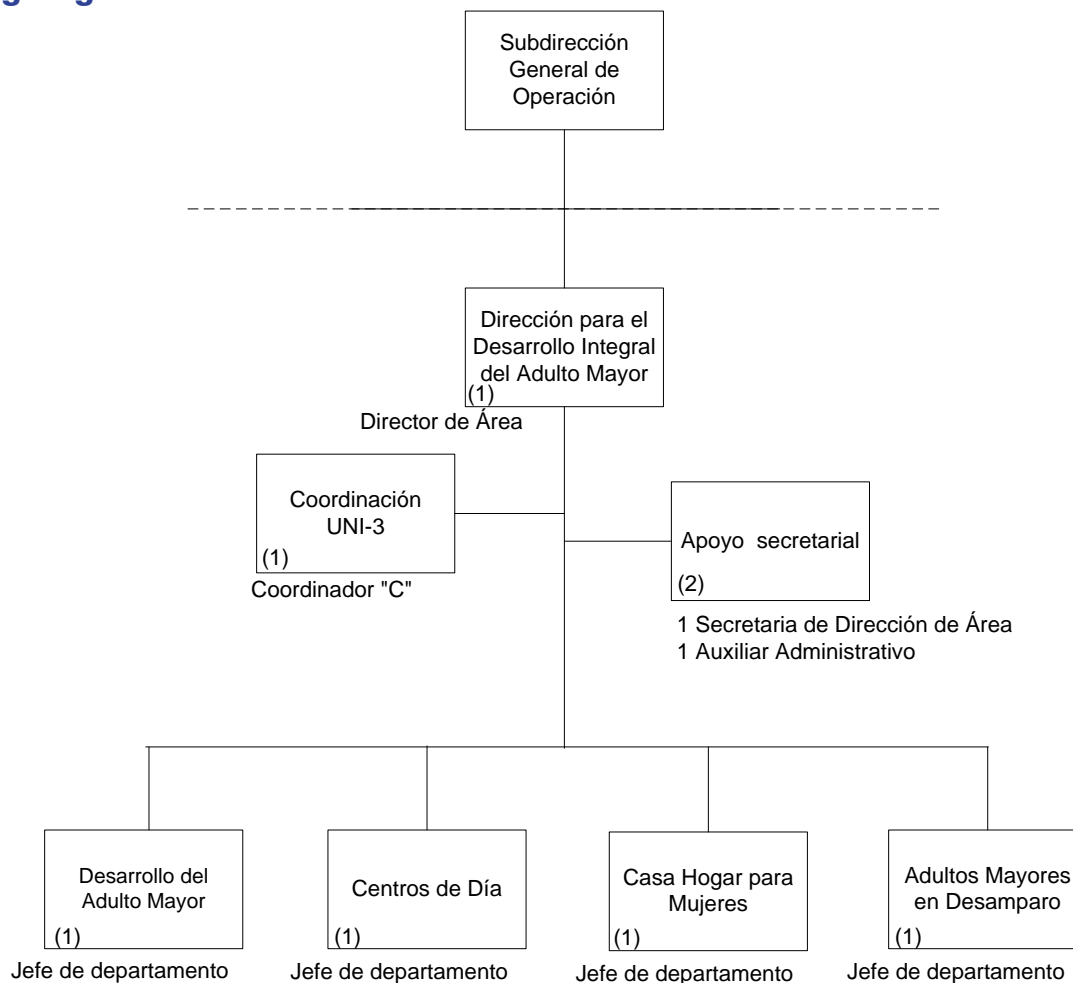 Subdirección
General de
Operación
Dirección para el
Desarrollo Integral
del Adulto Mayor
(1)
Director de Área
Coordinación
UNI-3
(1)
Coordinador "C"
Apoyo secretarial
(2)
1 Secretaria de Dirección de Área
1 Auxiliar Administrativo
Desarrollo del
Adulto Mayor
(1)
Jefe de departamento
Centros de Día
(1)
Jefe de departamento
Casa Hogar para
Mujeres
(1)
Jefe de departamento
Adultos Mayores
en Desamparo
(1)
Jefe de departamento